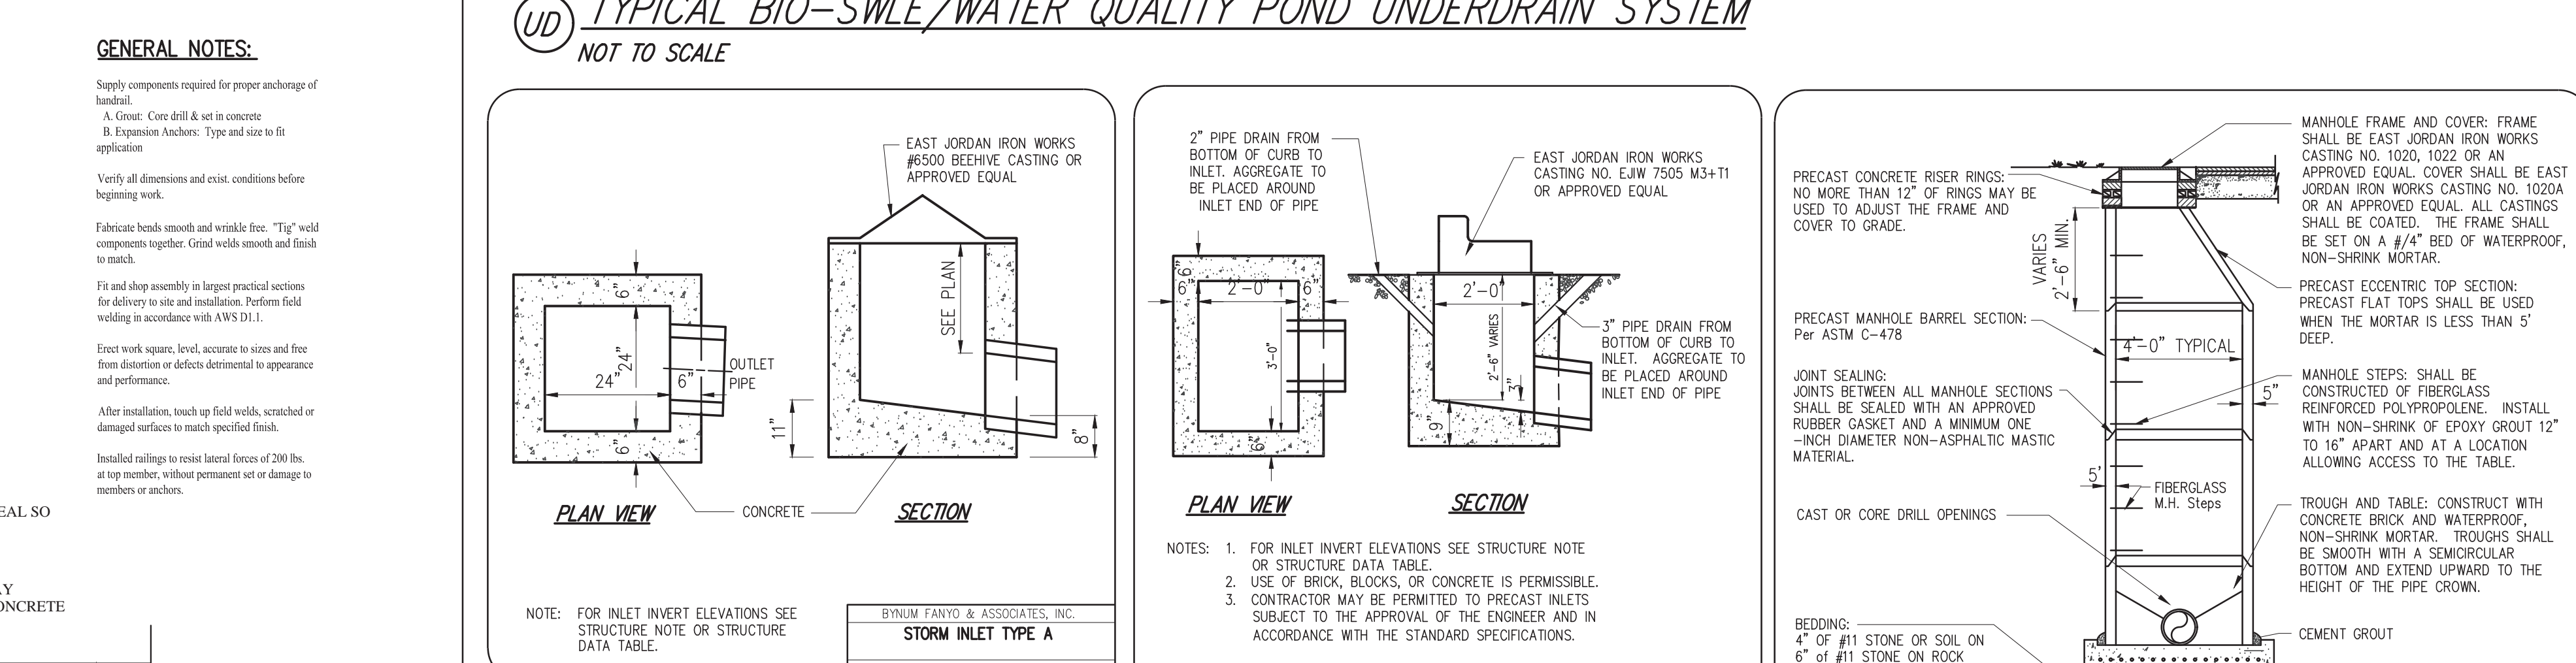 GENERAL NOTES:
Supply components required for proper anchorage of
handrail.
A. Grout: Core drill & set in concrete
B. Expansion Anchors: Type and size to fit
application
Verify all dimensions and exist. conditions before
beginning work.
Fabricate bends smooth and wrinkle free. "Tig" weld
components together. Grind welds smooth and finish
to match.
Fit and shop assembly in largest practical sections
for delivery to site and installation. Perform field
welding in accordance with AWS D1.1.
Erect work square, level, accurate to sizes and free
from distortion or defects detrimental to appearance
and performance.
After installation, touch up field welds, scratched or
damaged surfaces to match specified finish.
Installed railings to resist lateral forces of 200 lbs.
at top member, without permanent set or damage to
members or anchors.
EAL SO
AY
ONCRETE
UD
TYPICAL BIO-SWLE/WATER QUALITY POND UNDERDRAIN SYSTEM
NOT TO SCALE
EAST JORDAN IRON WORKS
#6500 BEEHIVE CASTING OR
APPROVED EQUAL
6"
24"
24"
6"
6"
OUTLET
PIPE
SEE PLAN
11"
8"
PLAN VIEW
CONCRETE
SECTION
NOTE: FOR INLET INVERT ELEVATIONS SEE
STRUCTURE NOTE OR STRUCTURE
DATA TABLE.
BYNUM FANYO & ASSOCIATES, INC.
STORM INLET TYPE A
2" PIPE DRAIN FROM
BOTTOM OF CURB TO
INLET. AGGREGATE TO
BE PLACED AROUND
INLET END OF PIPE
EAST JORDAN IRON WORKS
CASTING NO. EJIW 7505 M3+T1
OR APPROVED EQUAL
6"
6"
2'-0"
6"
3'-0"
6"
2'-0"
2'-6" VARIES
3"
9"
3" PIPE DRAIN FROM
BOTTOM OF CURB TO
INLET. AGGREGATE TO
BE PLACED AROUND
INLET END OF PIPE
PLAN VIEW
SECTION
NOTES: 1. FOR INLET INVERT ELEVATIONS SEE STRUCTURE NOTE
OR STRUCTURE DATA TABLE.
2. USE OF BRICK, BLOCKS, OR CONCRETE IS PERMISSIBLE.
3. CONTRACTOR MAY BE PERMITTED TO PRECAST INLETS
SUBJECT TO THE APPROVAL OF THE ENGINEER AND IN
ACCORDANCE WITH THE STANDARD SPECIFICATIONS.
PRECAST CONCRETE RISER RINGS:
NO MORE THAN 12" OF RINGS MAY BE
USED TO ADJUST THE FRAME AND
COVER TO GRADE.
PRECAST MANHOLE BARREL SECTION:
Per ASTM C-478
JOINT SEALING:
JOINTS BETWEEN ALL MANHOLE SECTIONS
SHALL BE SEALED WITH AN APPROVED
RUBBER GASKET AND A MINIMUM ONE
-INCH DIAMETER NON-ASPHALTIC MASTIC
MATERIAL.
CAST OR CORE DRILL OPENINGS
BEDDING:
4" OF #11 STONE OR SOIL ON
6" of #11 STONE ON ROCK
VARIES
2'-6" MIN.
4'-0" TYPICAL
5"
5'
FIBERGLASS
M.H. Steps
MANHOLE FRAME AND COVER: FRAME
SHALL BE EAST JORDAN IRON WORKS
CASTING NO. 1020, 1022 OR AN
APPROVED EQUAL. COVER SHALL BE EAST
JORDAN IRON WORKS CASTING NO. 1020A
OR AN APPROVED EQUAL. ALL CASTINGS
SHALL BE COATED. THE FRAME SHALL
BE SET ON A #/4" BED OF WATERPROOF,
NON-SHRINK MORTAR.
PRECAST ECCENTRIC TOP SECTION:
PRECAST FLAT TOPS SHALL BE USED
WHEN THE MORTAR IS LESS THAN 5'
DEEP.
MANHOLE STEPS: SHALL BE
CONSTRUCTED OF FIBERGLASS
REINFORCED POLYPROPOLENE. INSTALL
WITH NON-SHRINK OF EPOXY GROUT 12"
TO 16" APART AND AT A LOCATION
ALLOWING ACCESS TO THE TABLE.
TROUGH AND TABLE: CONSTRUCT WITH
CONCRETE BRICK AND WATERPROOF,
NON-SHRINK MORTAR. TROUGHS SHALL
BE SMOOTH WITH A SEMICIRCULAR
BOTTOM AND EXTEND UPWARD TO THE
HEIGHT OF THE PIPE CROWN.
CEMENT GROUT